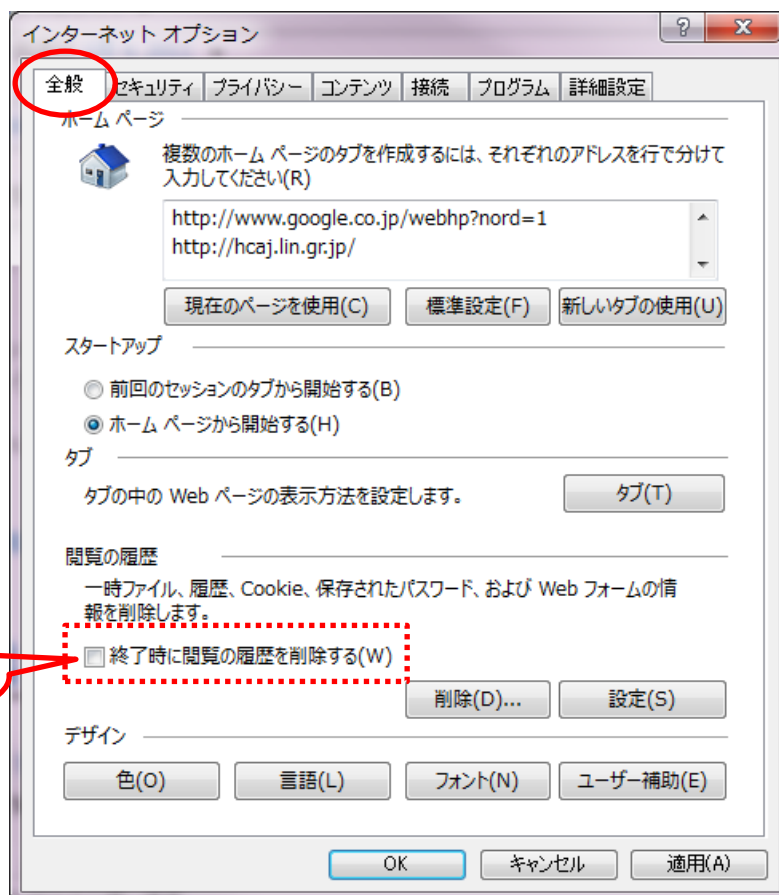 インターネット オプション
全般 セキュリティ プライバシー コンテンツ 接続 プログラム 詳細設定
ホーム ページ
複数のホーム ページのタブを作成するには、それぞれのアドレスを行で分けて
入力してください(R)
http://www.google.co.jp/webhp?nord=1
http://hcaj.lin.gr.jp/
現在のページを使用(C) 標準設定(F) 新しいタブの使用(U)
スタートアップ
前回のセッションのタブから開始する(B)
ホーム ページから開始する(H)
タブ
タブの中の Web ページの表示方法を設定します。 タブ(T)
閲覧の履歴
一時ファイル、履歴、Cookie、保存されたパスワード、および Web フォームの情
報を削除します。
終了時に閲覧の履歴を削除する(W)
削除(D)... 設定(S)
デザイン
色(O) 言語(L) フォント(N) ユーザー補助(E)
OK キャンセル 適用(A)